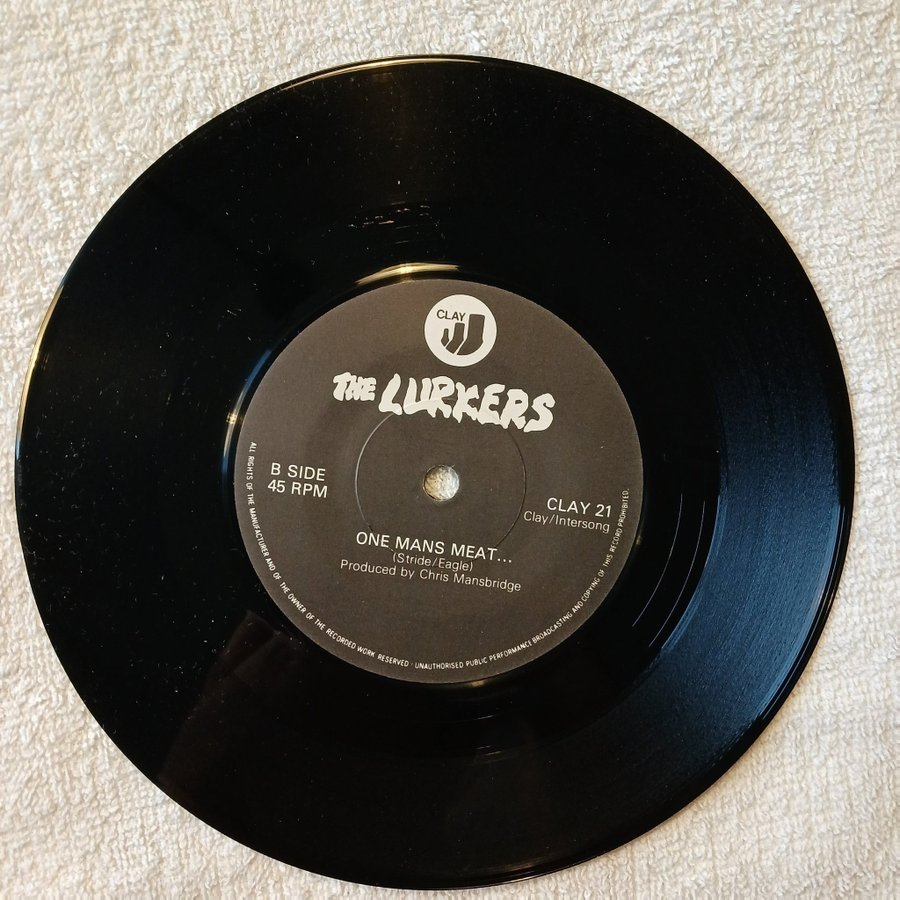 CLAY
THE LURKERS
B SIDE
45 RPM
CLAY 21
Clay/Intersong
ONE MANS MEAT...
(Stride/Eagle)
Produced by Chris Mansbridge
ALL RIGHTS OF THE MANUFACTURER AND OF THE OWNER OF THE RECORDED WORK RESERVED · UNAUTHORISED PUBLIC PERFORMANCE BROADCASTING AND COPYING OF THIS RECORD PROHIBITED.